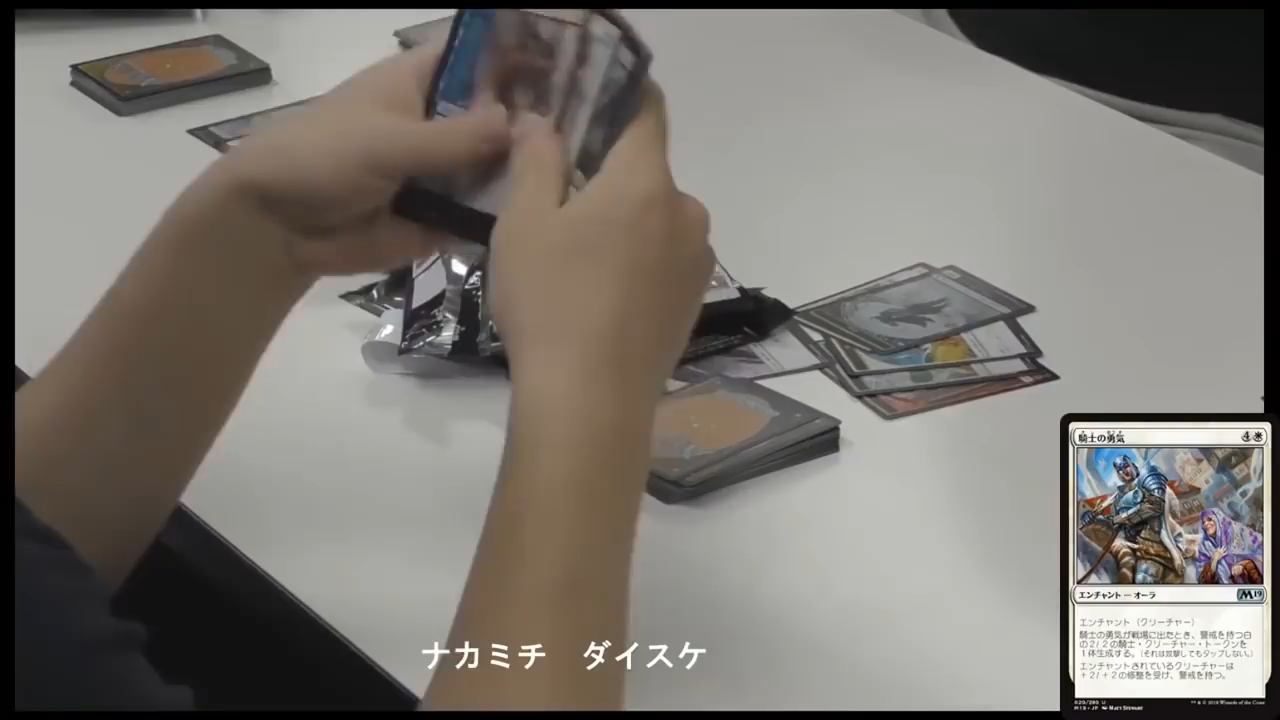 騎士の勇気
エンチャント ― オーラ
M19
エンチャント(クリーチャー)
騎士の勇気が戦場に出たとき、警戒を持つ白
の2/2の騎士・クリーチャー・トークンを
1体生成する。(それは攻撃してもタップしない。)
エンチャントされているクリーチャーは
+2/+2の修整を受け、警戒を持つ。
ナカミチ ダイスケ